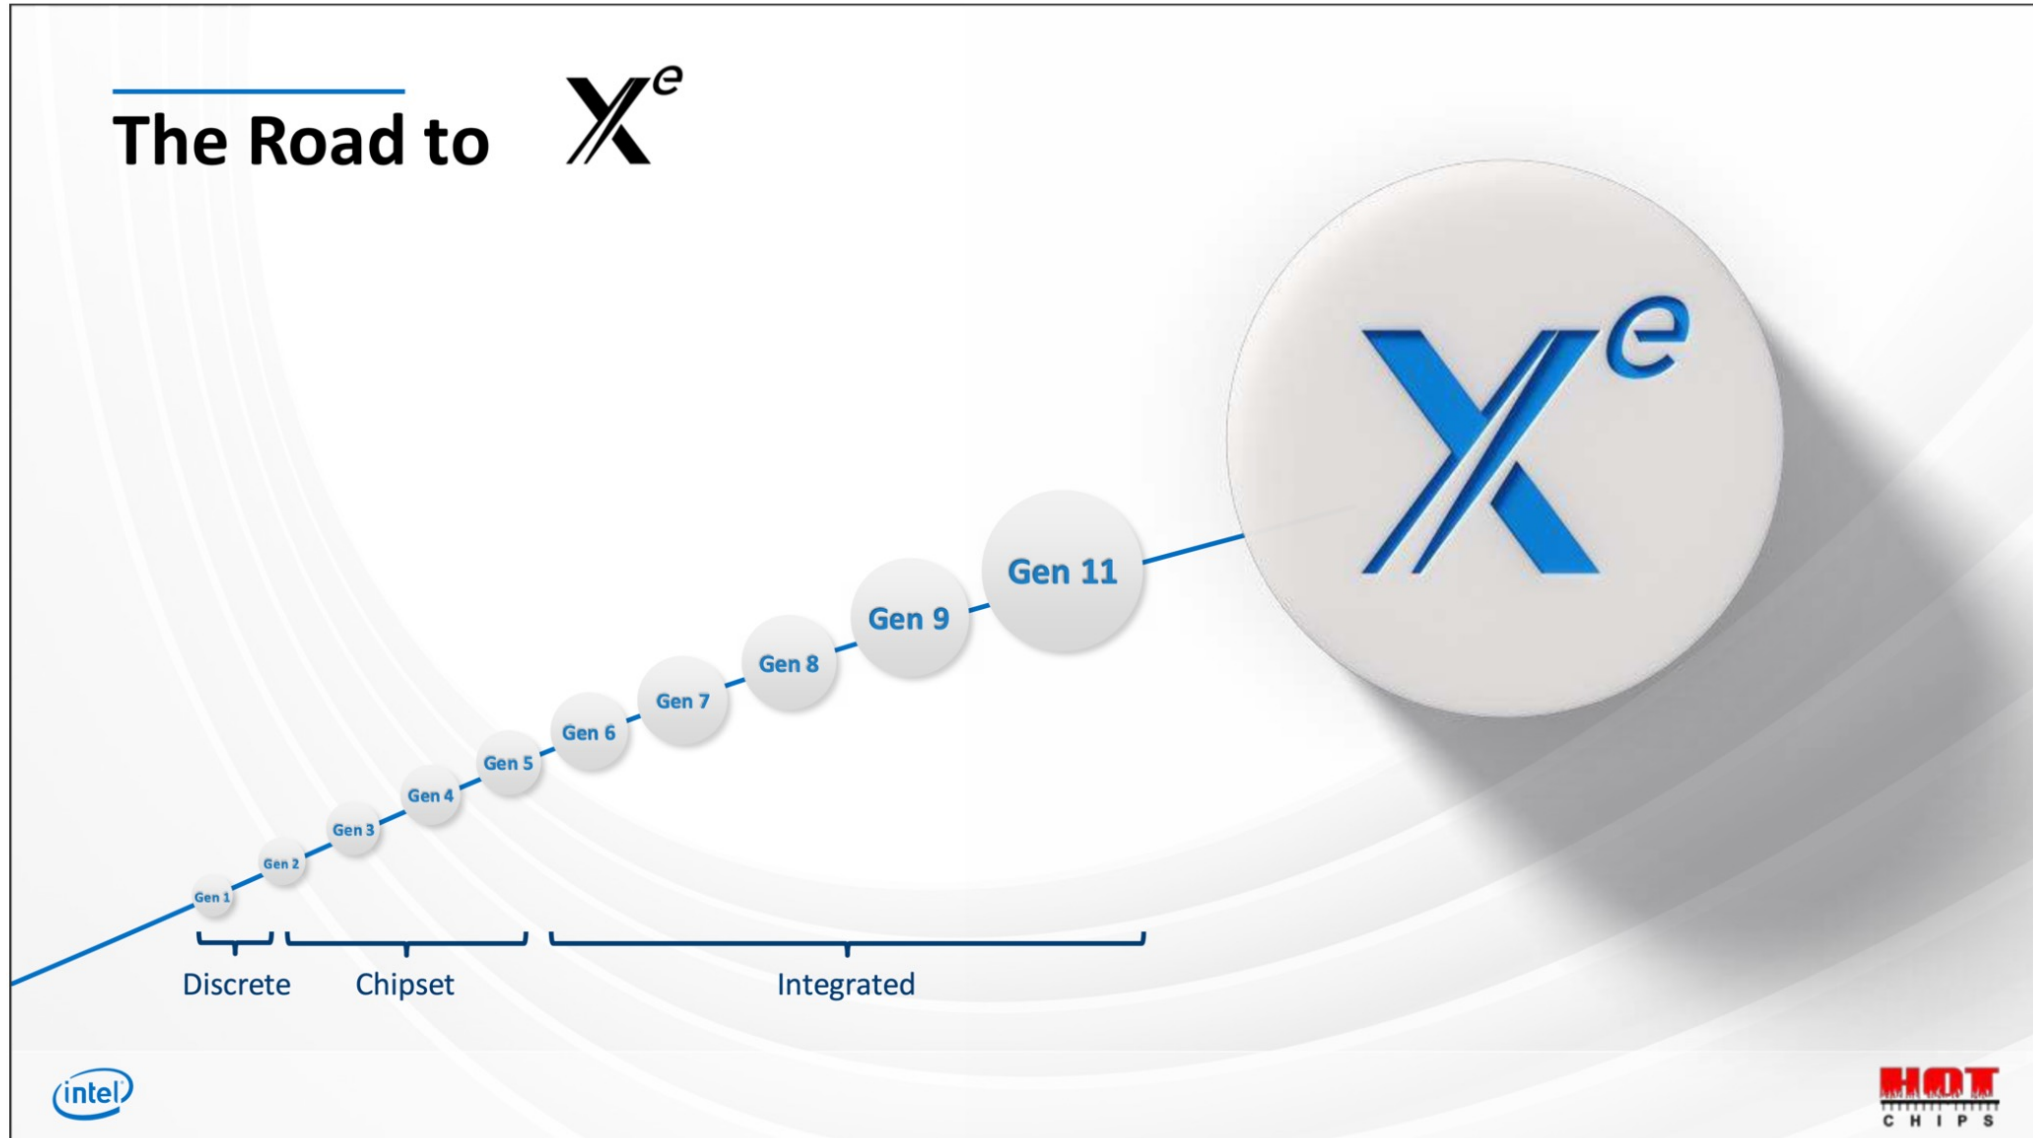 The Road to Xe
Xe
Gen 11
Gen 9
Gen 8
Gen 7
Gen 6
Gen 5
Gen 4
Gen 3
Gen 2
Gen 1
Discrete
Chipset
Integrated
intel
HOT
CHIPS